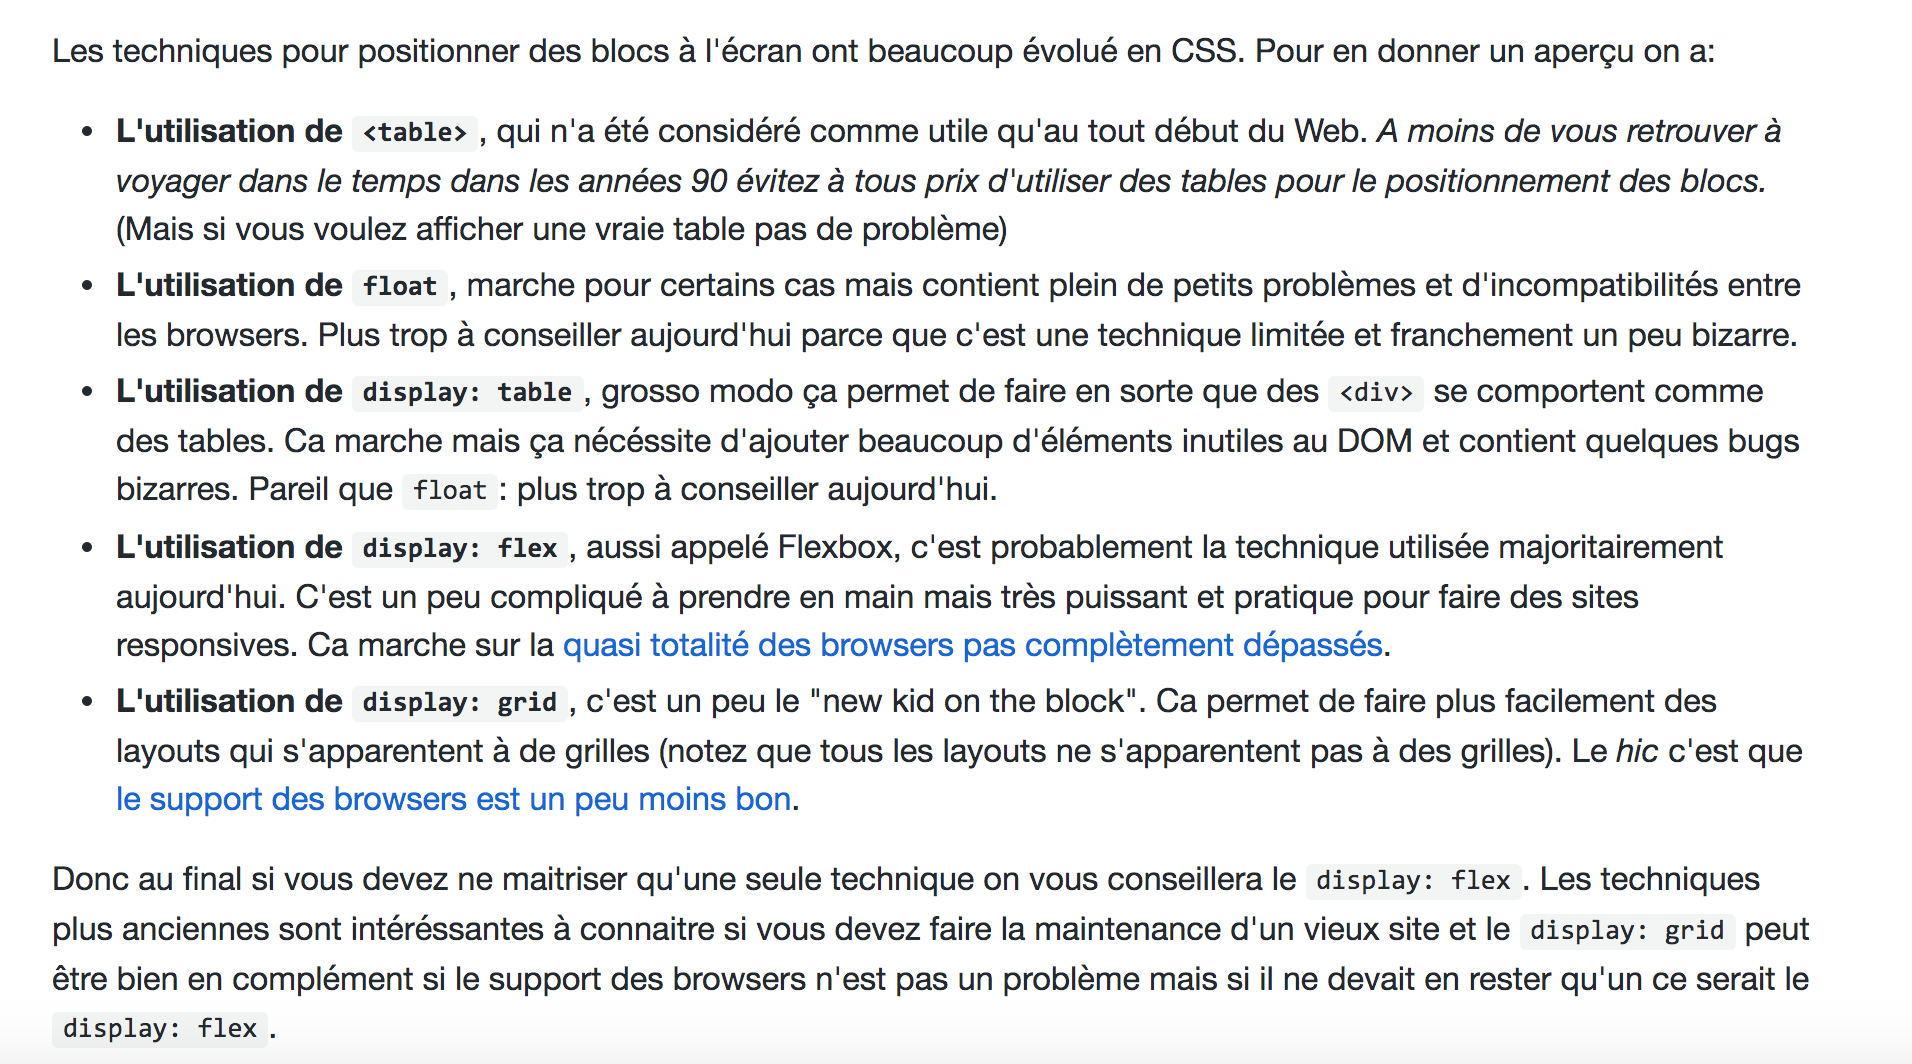 Les techniques pour positionner des blocs à l'écran ont beaucoup évolué en CSS. Pour en donner un aperçu on a:
• L'utilisation de <table>, qui n'a été considéré comme utile qu'au tout début du Web. A moins de vous retrouver à
voyager dans le temps dans les années 90 évitez à tous prix d'utiliser des tables pour le positionnement des blocs.
(Mais si vous voulez afficher une vraie table pas de problème)
• L'utilisation de float, marche pour certains cas mais contient plein de petits problèmes et d'incompatibilités entre
les browsers. Plus trop à conseiller aujourd'hui parce que c'est une technique limitée et franchement un peu bizarre.
• L'utilisation de display: table, grosso modo ça permet de faire en sorte que des <div> se comportent comme
des tables. Ca marche mais ça nécéssite d'ajouter beaucoup d'éléments inutiles au DOM et contient quelques bugs
bizarres. Pareil que float: plus trop à conseiller aujourd'hui.
• L'utilisation de display: flex, aussi appelé Flexbox, c'est probablement la technique utilisée majoritairement
aujourd'hui. C'est un peu compliqué à prendre en main mais très puissant et pratique pour faire des sites
responsives. Ca marche sur la quasi totalité des browsers pas complètement dépassés.
• L'utilisation de display: grid, c'est un peu le "new kid on the block". Ca permet de faire plus facilement des
layouts qui s'apparentent à de grilles (notez que tous les layouts ne s'apparentent pas à des grilles). Le hic c'est que
le support des browsers est un peu moins bon.
Donc au final si vous devez ne maitriser qu'une seule technique on vous conseillera le display: flex. Les techniques
plus anciennes sont intéréssantes à connaitre si vous devez faire la maintenance d'un vieux site et le display: grid peut
être bien en complément si le support des browsers n'est pas un problème mais si il ne devait en rester qu'un ce serait le
display: flex.